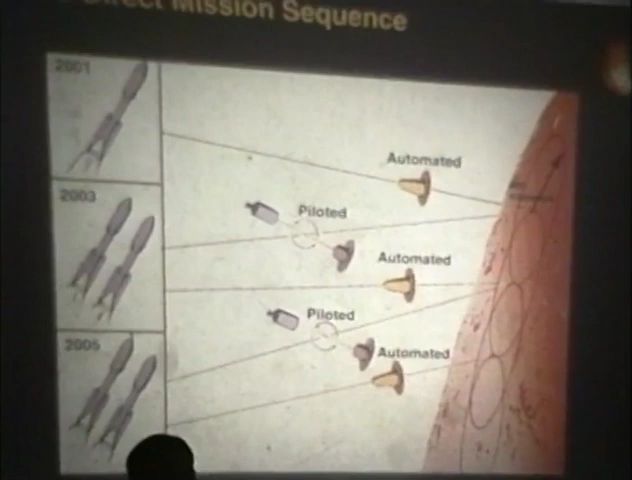 Direct Mission Sequence
2001
Automated
2003
Piloted
Automated
Piloted
2005
Automated